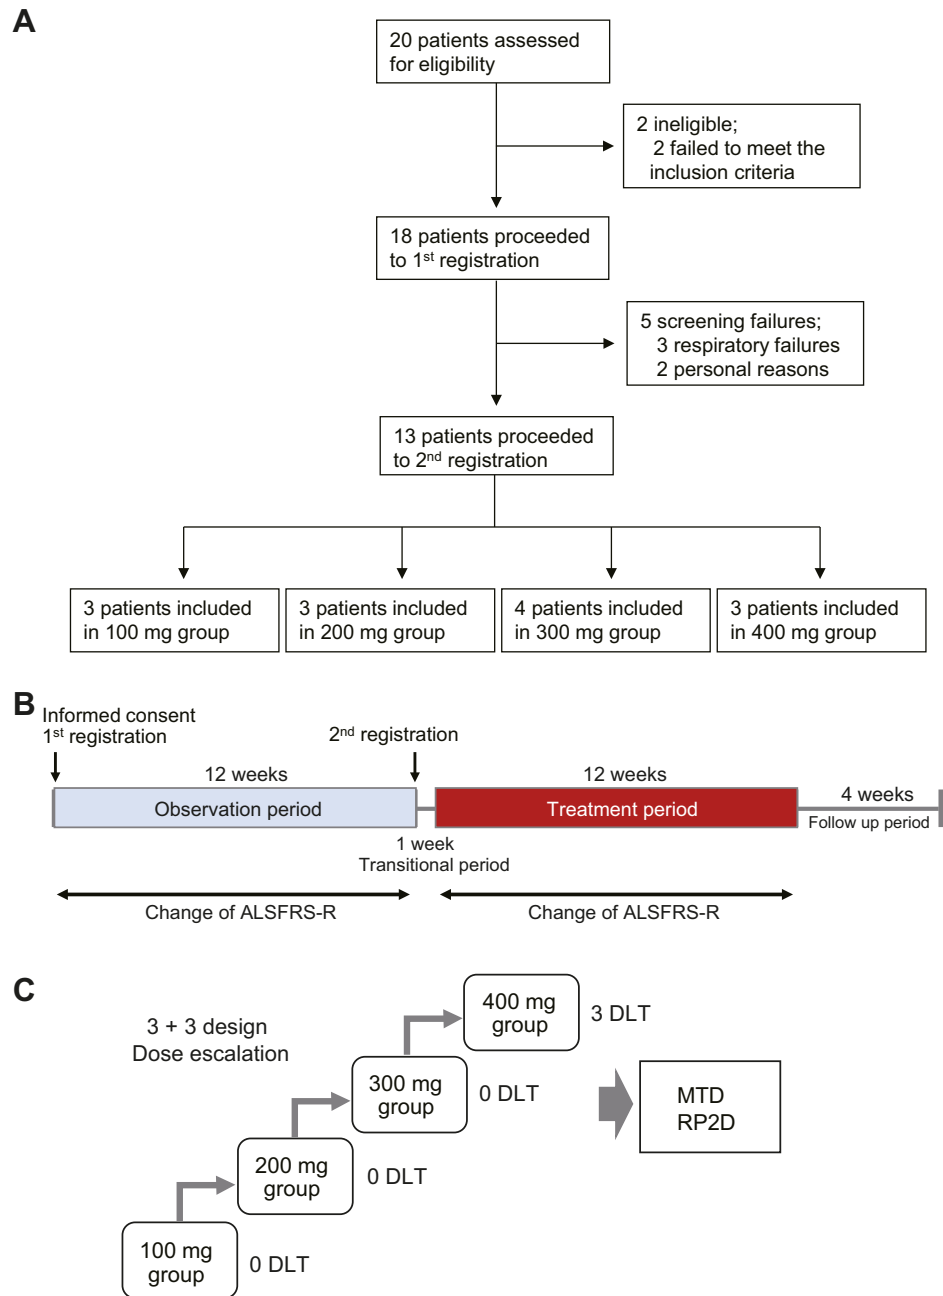 A
20 patients assessed
for eligibility
2 ineligible;
2 failed to meet the
inclusion criteria
18 patients proceeded
to 1st registration
5 screening failures;
3 respiratory failures
2 personal reasons
13 patients proceeded
to 2nd registration
3 patients included
in 100 mg group
3 patients included
in 200 mg group
4 patients included
in 300 mg group
3 patients included
in 400 mg group
B
Informed consent
1st registration
2nd registration
12 weeks
12 weeks
4 weeks
Observation period
Treatment period
Follow up period
1 week
Transitional period
Change of ALSFRS-R
Change of ALSFRS-R
C
3 + 3 design
Dose escalation
400 mg
group
3 DLT
300 mg
group
0 DLT
MTD
RP2D
200 mg
group
0 DLT
100 mg
group
0 DLT